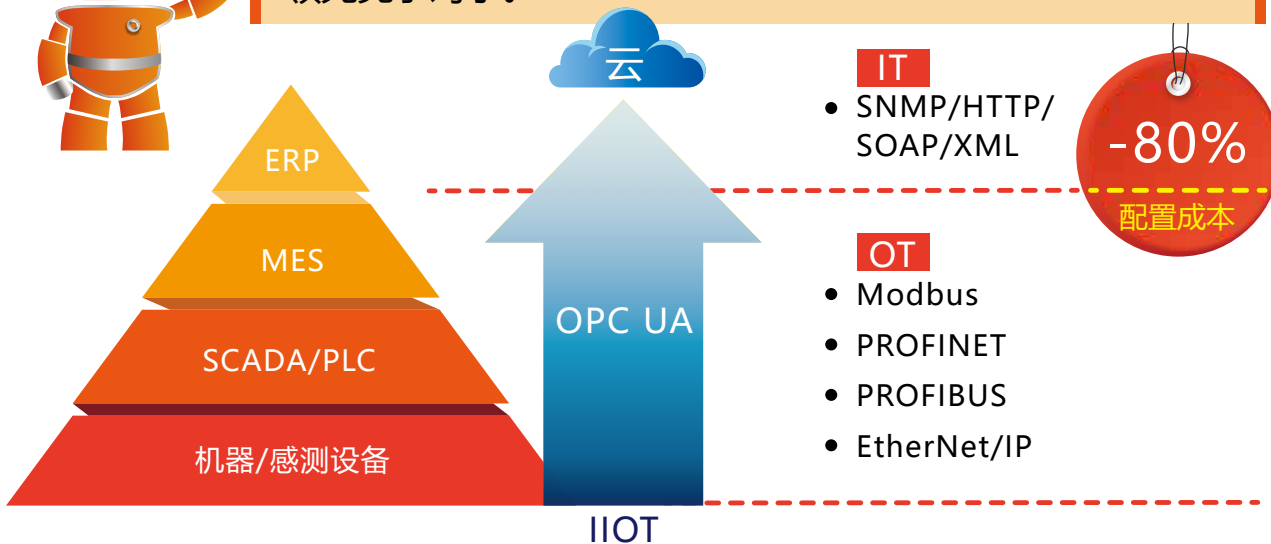 云
IT
• SNMP/HTTP/
SOAP/XML
-80%
配置成本
ERP
MES
SCADA/PLC
机器/感测设备
OPC UA
OT
• Modbus
• PROFINET
• PROFIBUS
• EtherNet/IP
IIOT